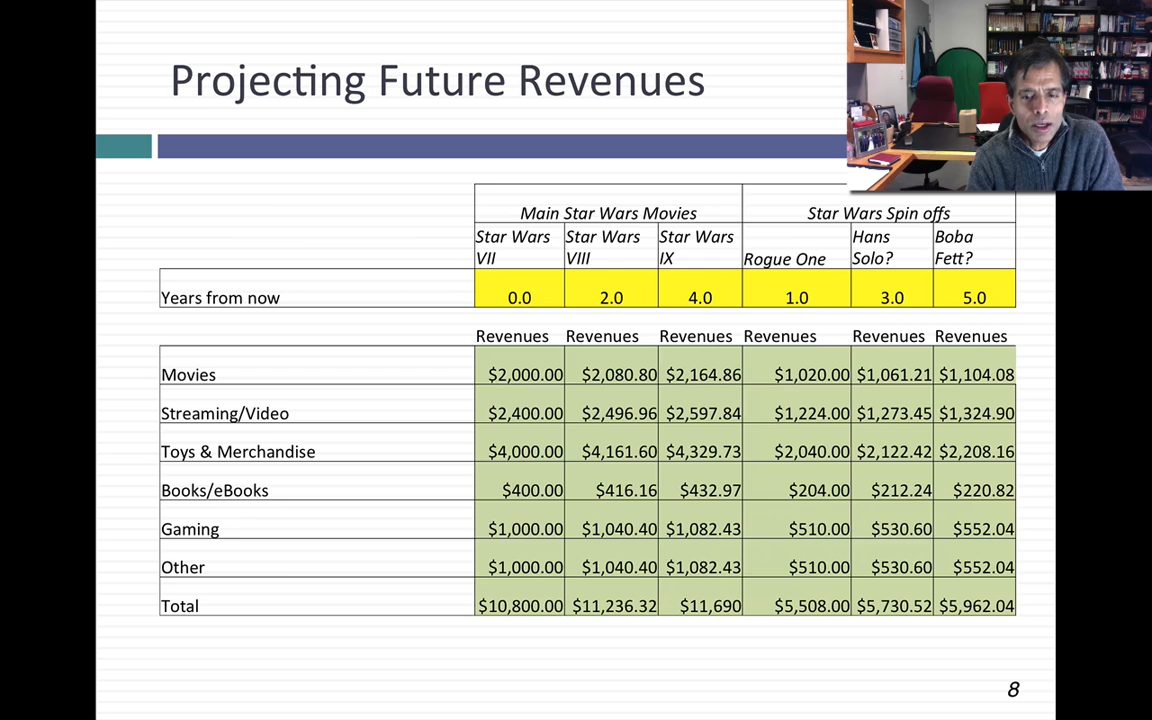 Projecting Future Revenues
Main Star Wars Movies Star Wars Spin offs
Star Wars VII Star Wars VIII Star Wars IX Rogue One Hans Solo? Boba Fett?
Years from now 0.0 2.0 4.0 1.0 3.0 5.0
Revenues Revenues Revenues Revenues Revenues Revenues
Movies $2,000.00 $2,080.80 $2,164.86 $1,020.00 $1,061.21 $1,104.08
Streaming/Video $2,400.00 $2,496.96 $2,597.84 $1,224.00 $1,273.45 $1,324.90
Toys & Merchandise $4,000.00 $4,161.60 $4,329.73 $2,040.00 $2,122.42 $2,208.16
Books/eBooks $400.00 $416.16 $432.97 $204.00 $212.24 $220.82
Gaming $1,000.00 $1,040.40 $1,082.43 $510.00 $530.60 $552.04
Other $1,000.00 $1,040.40 $1,082.43 $510.00 $530.60 $552.04
Total $10,800.00 $11,236.32 $11,690 $5,508.00 $5,730.52 $5,962.04
8